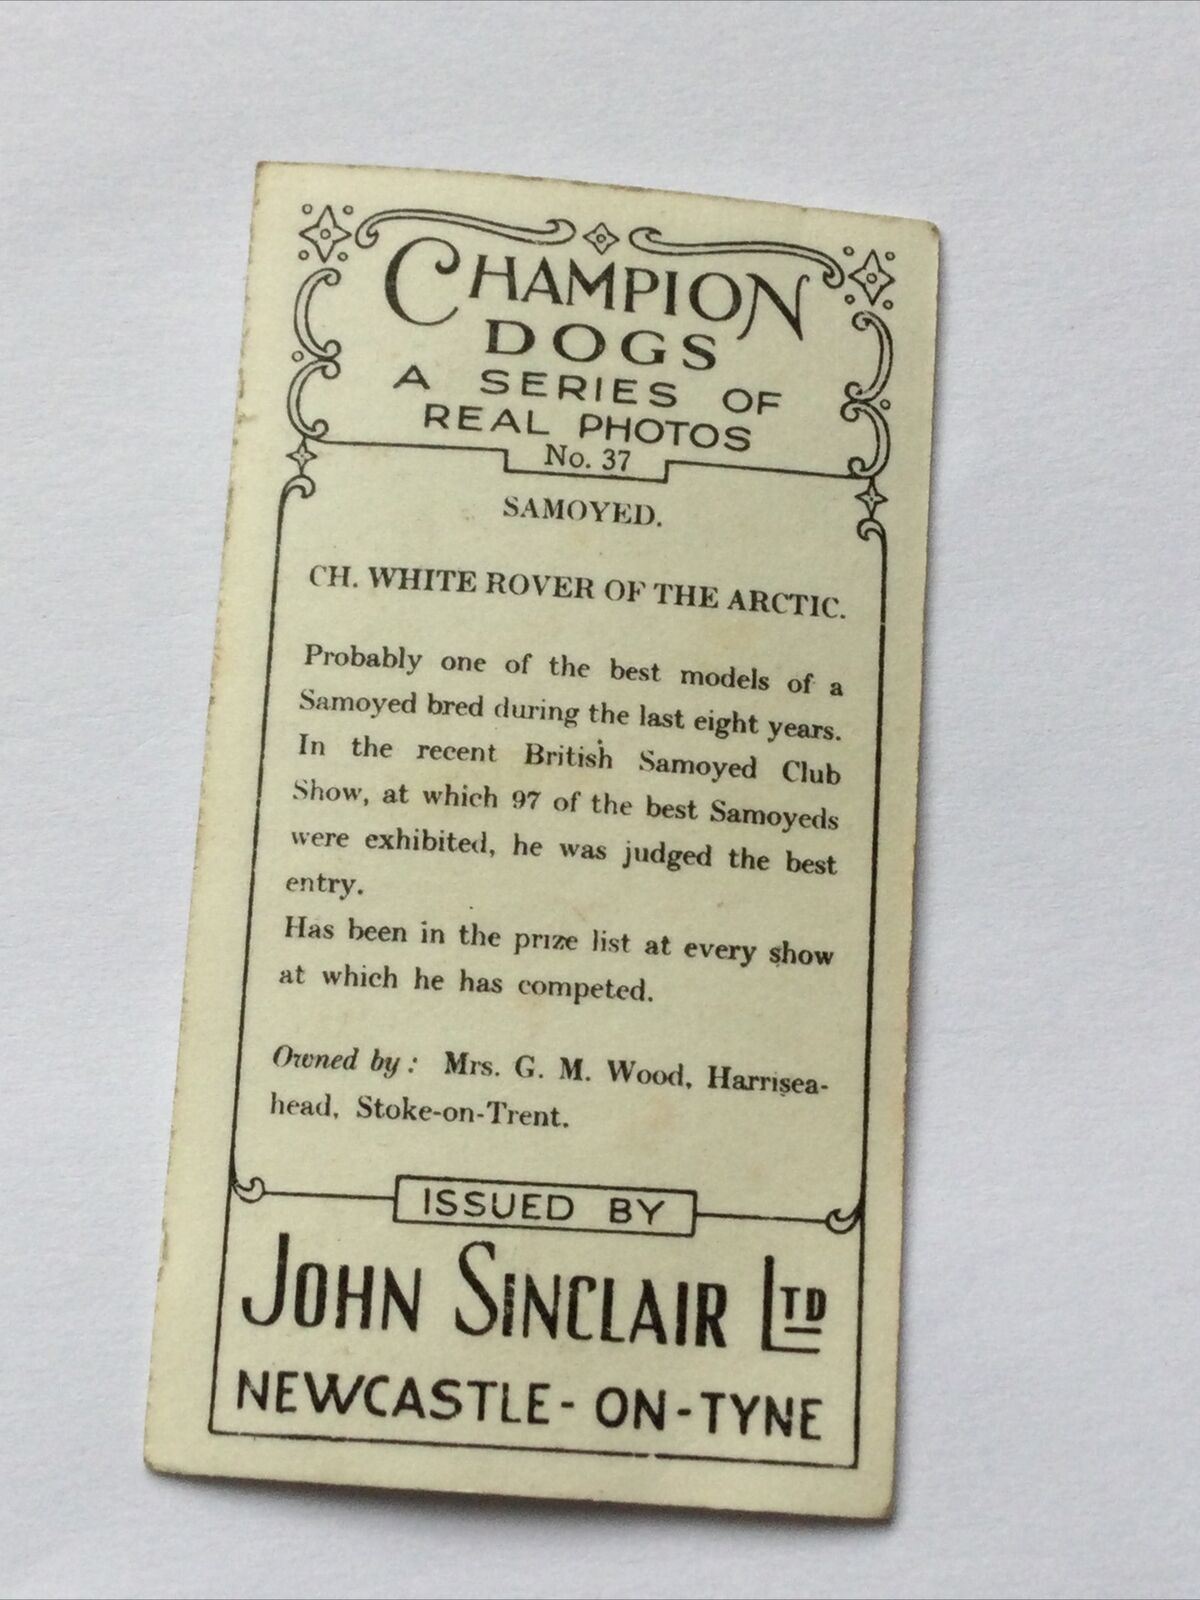 CHAMPION
DOGS
A SERIES OF
REAL PHOTOS
No. 37
SAMOYED.
CH. WHITE ROVER OF THE ARCTIC.
Probably one of the best models of a
Samoyed bred during the last eight years.
In the recent British Samoyed Club
Show, at which 97 of the best Samoyeds
were exhibited, he was judged the best
entry.
Has been in the prize list at every show
at which he has competed.
Owned by: Mrs. G. M. Wood, Harrisea-
head, Stoke-on-Trent.
ISSUED BY
JOHN SINCLAIR LTD
NEWCASTLE-ON-TYNE